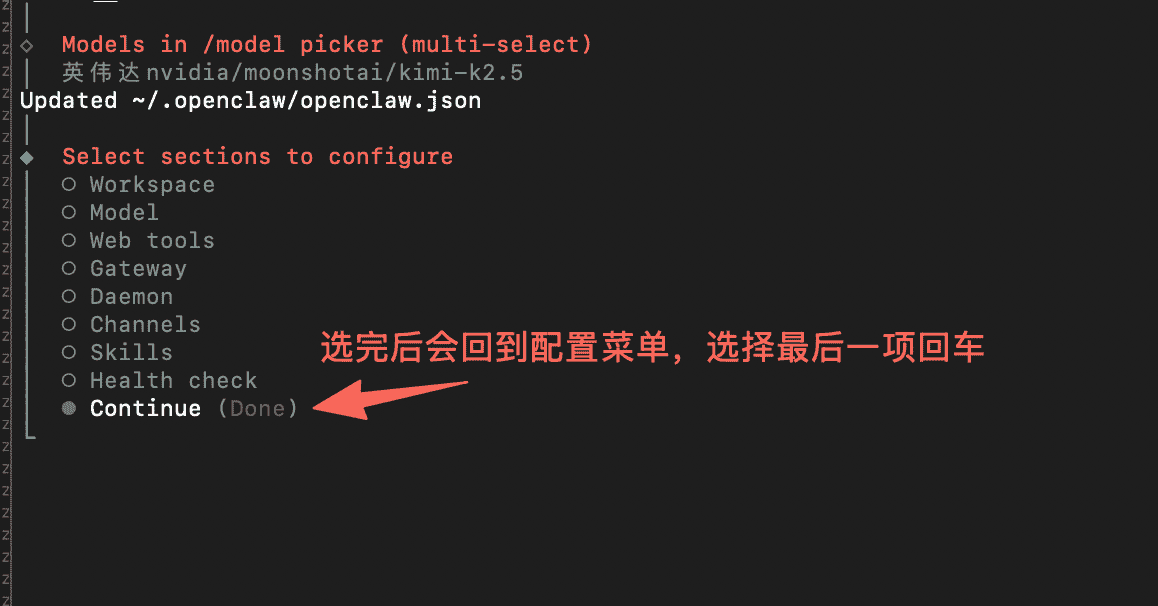 Models in /model picker (multi-select)
英伟达nvidia/moonshotai/kimi-k2.5
Updated ~/.openclaw/openclaw.json
Select sections to configure
Workspace
Model
Web tools
Gateway
Daemon
Channels
选完后会回到配置菜单，选择最后一项回车
Skills
Health check
Continue (Done)